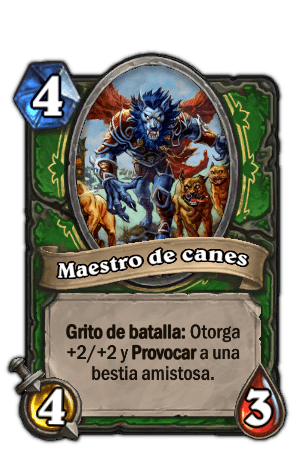 4
Maestro de canes
Grito de batalla: Otorga
+2/+2 y Provocar a una
bestia amistosa.
4
3